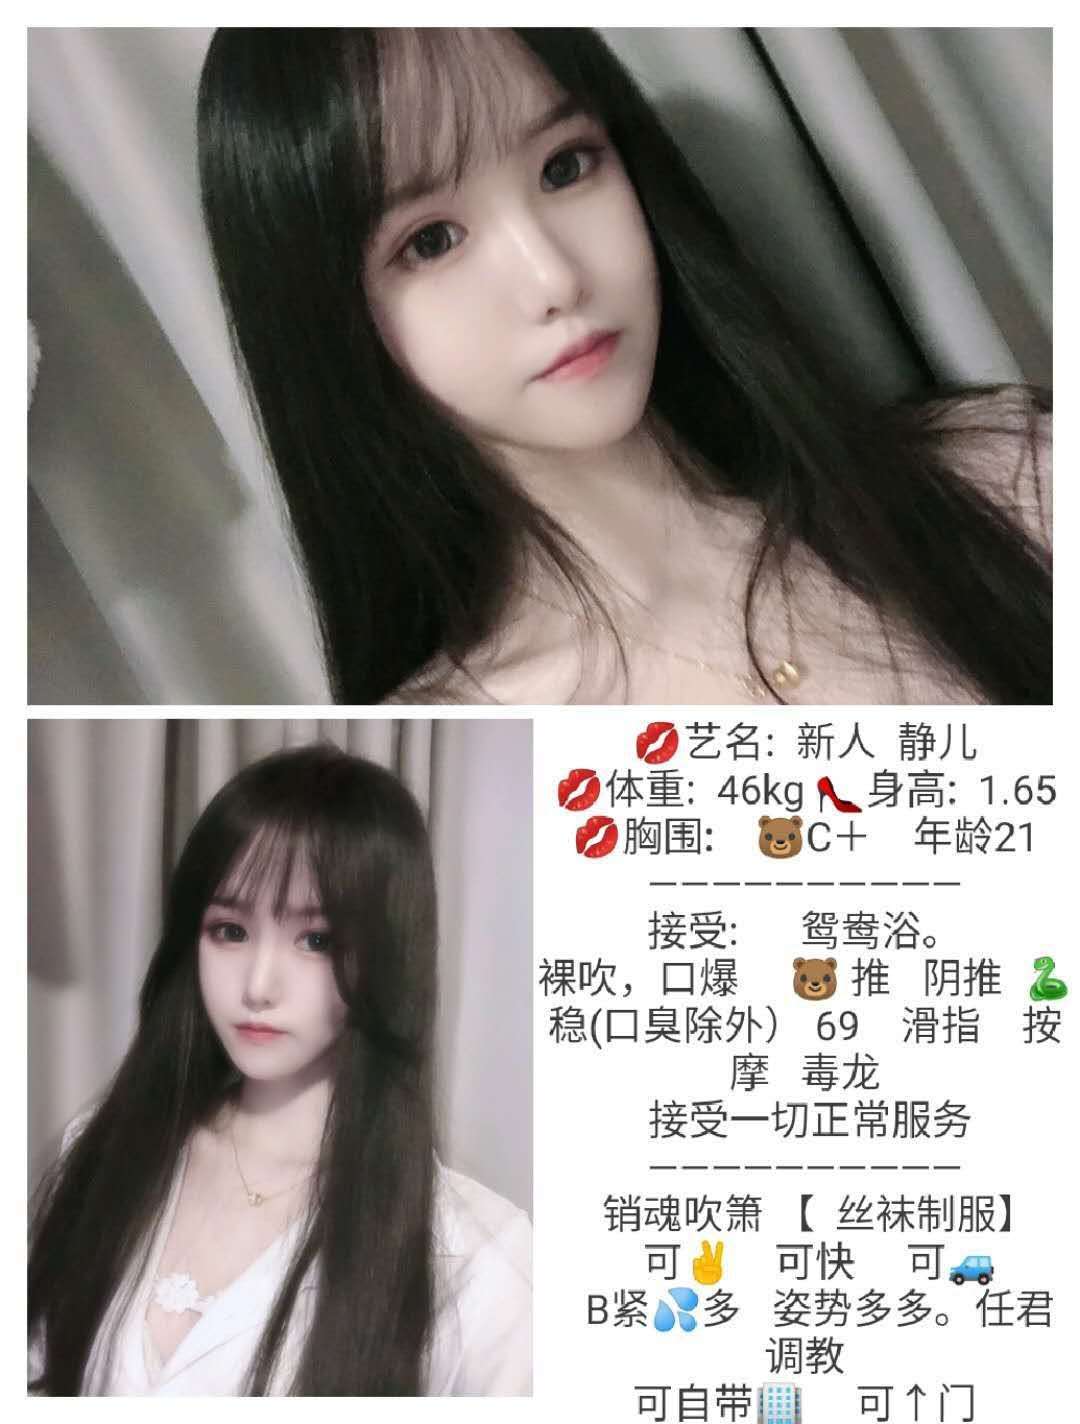 💋艺名: 新人 静儿
💋体重: 46kg👠身高: 1.65
💋胸围: 🐻C＋ 年龄21
——————————
接受: 鸳鸯浴。
裸吹，口爆 🐻推 阴推 🐍
稳(口臭除外） 69 滑指 按
摩 毒龙
接受一切正常服务
——————————
销魂吹箫 【 丝袜制服】
可✌ 可快 可🚙
B紧💦多 姿势多多。任君
调教
可自带🏢 可↑门